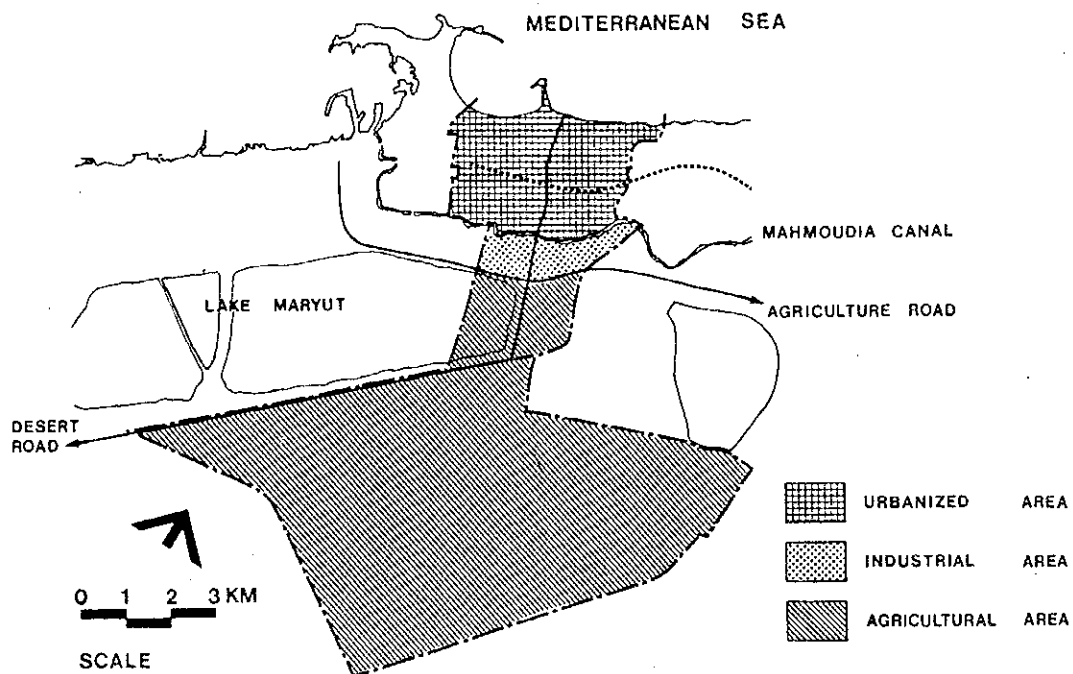 MEDITERRANEAN SEA
MAHMOUDIA CANAL
LAKE MARYUT
AGRICULTURE ROAD
DESERT
ROAD
URBANIZED AREA
INDUSTRIAL AREA
AGRICULTURAL AREA
0 1 2 3 KM
SCALE